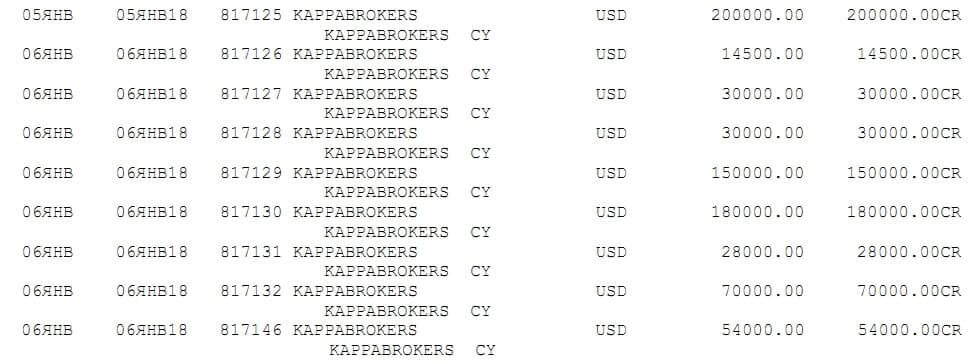 05ЯНВ 05ЯНВ18 817125 KAPPABROKERS USD 200000.00 200000.00CR
KAPPABROKERS CY
06ЯНВ 06ЯНВ18 817126 KAPPABROKERS USD 14500.00 14500.00CR
KAPPABROKERS CY
06ЯНВ 06ЯНВ18 817127 KAPPABROKERS USD 30000.00 30000.00CR
KAPPABROKERS CY
06ЯНВ 06ЯНВ18 817128 KAPPABROKERS USD 30000.00 30000.00CR
KAPPABROKERS CY
06ЯНВ 06ЯНВ18 817129 KAPPABROKERS USD 150000.00 150000.00CR
KAPPABROKERS CY
06ЯНВ 06ЯНВ18 817130 KAPPABROKERS USD 180000.00 180000.00CR
KAPPABROKERS CY
06ЯНВ 06ЯНВ18 817131 KAPPABROKERS USD 28000.00 28000.00CR
KAPPABROKERS CY
06ЯНВ 06ЯНВ18 817132 KAPPABROKERS USD 70000.00 70000.00CR
KAPPABROKERS CY
06ЯНВ 06ЯНВ18 817146 KAPPABROKERS USD 54000.00 54000.00CR
KAPPABROKERS CY